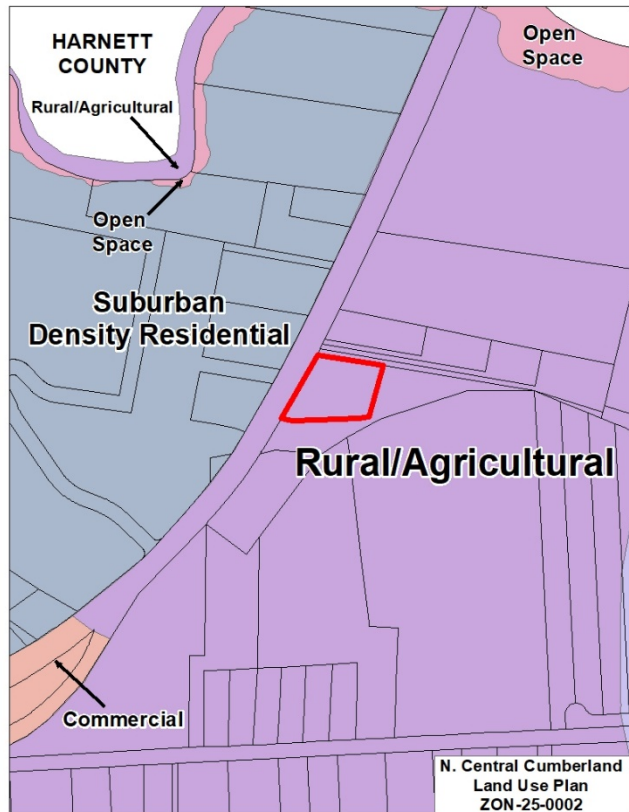 HARNETT
COUNTY
Open
Space
Rural/Agricultural
Open
Space
Suburban
Density Residential
Rural/Agricultural
Commercial
N. Central Cumberland
Land Use Plan
ZON-25-0002